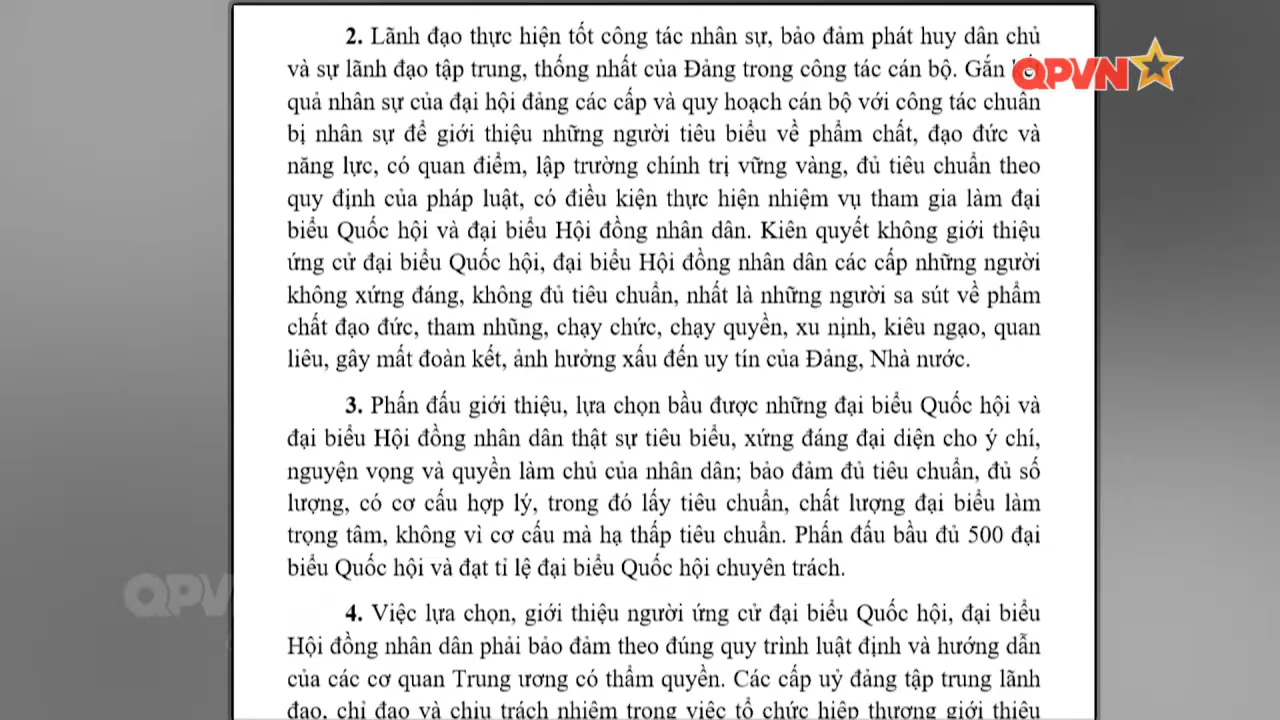 2. Lãnh đạo thực hiện tốt công tác nhân sự, bảo đảm phát huy dân chủ
và sự lãnh đạo tập trung, thống nhất của Đảng trong công tác cán bộ. Gắn
QPVN
quả nhân sự của đại hội đảng các cấp và quy hoạch cán bộ với công tác chuẩn
bị nhân sự để giới thiệu những người tiêu biểu về phẩm chất, đạo đức và
năng lực, có quan điểm, lập trường chính trị vững vàng, đủ tiêu chuẩn theo
quy định của pháp luật, có điều kiện thực hiện nhiệm vụ tham gia làm đại
biểu Quốc hội và đại biểu Hội đồng nhân dân. Kiên quyết không giới thiệu
ứng cử đại biểu Quốc hội, đại biểu Hội đồng nhân dân các cấp những người
không xứng đáng, không đủ tiêu chuẩn, nhất là những người sa sút về phẩm
chất đạo đức, tham nhũng, chạy chức, chạy quyền, xu nịnh, kiêu ngạo, quan
liêu, gây mất đoàn kết, ảnh hưởng xấu đến uy tín của Đảng, Nhà nước.
3. Phấn đấu giới thiệu, lựa chọn bầu được những đại biểu Quốc hội và
đại biểu Hội đồng nhân dân thật sự tiêu biểu, xứng đáng đại diện cho ý chí,
nguyện vọng và quyền làm chủ của nhân dân; bảo đảm đủ tiêu chuẩn, đủ số
lượng, có cơ cấu hợp lý, trong đó lấy tiêu chuẩn, chất lượng đại biểu làm
trọng tâm, không vì cơ cấu mà hạ thấp tiêu chuẩn. Phấn đấu bầu đủ 500 đại
biểu Quốc hội và đạt tỉ lệ đại biểu Quốc hội chuyên trách.
QPV
4. Việc lựa chọn, giới thiệu người ứng cử đại biểu Quốc hội, đại biểu
Hội đồng nhân dân phải bảo đảm theo đúng quy trình luật định và hướng dẫn
của các cơ quan Trung ương có thẩm quyền. Các cấp uỷ đảng tập trung lãnh
đạo, chỉ đạo và chịu trách nhiệm trong việc tổ chức hiệp thương giới thiệu